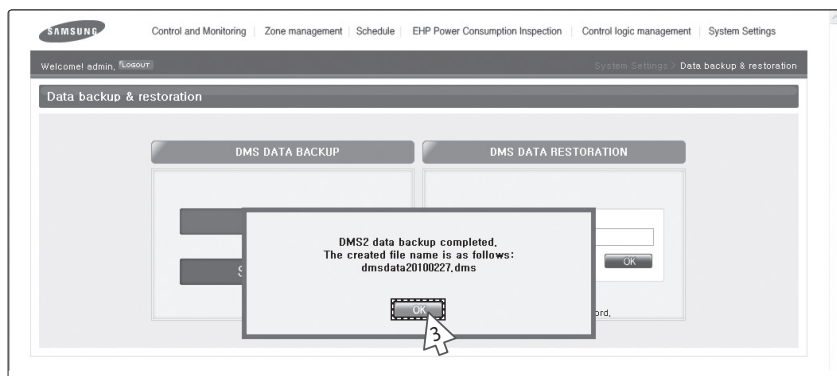 SAMSUNG
Control and Monitoring | Zone management | Schedule | EHP Power Consumption Inspection | Control logic management | System Settings
Welcome! admin, LOGOUT
System Settings > Data backup & restoration
Data backup & restoration
DMS DATA BACKUP
DMS DATA RESTORATION
DMS2 data backup completed.
The created file name is as follows:
dmsdata20100227.dms
OK
OK
3